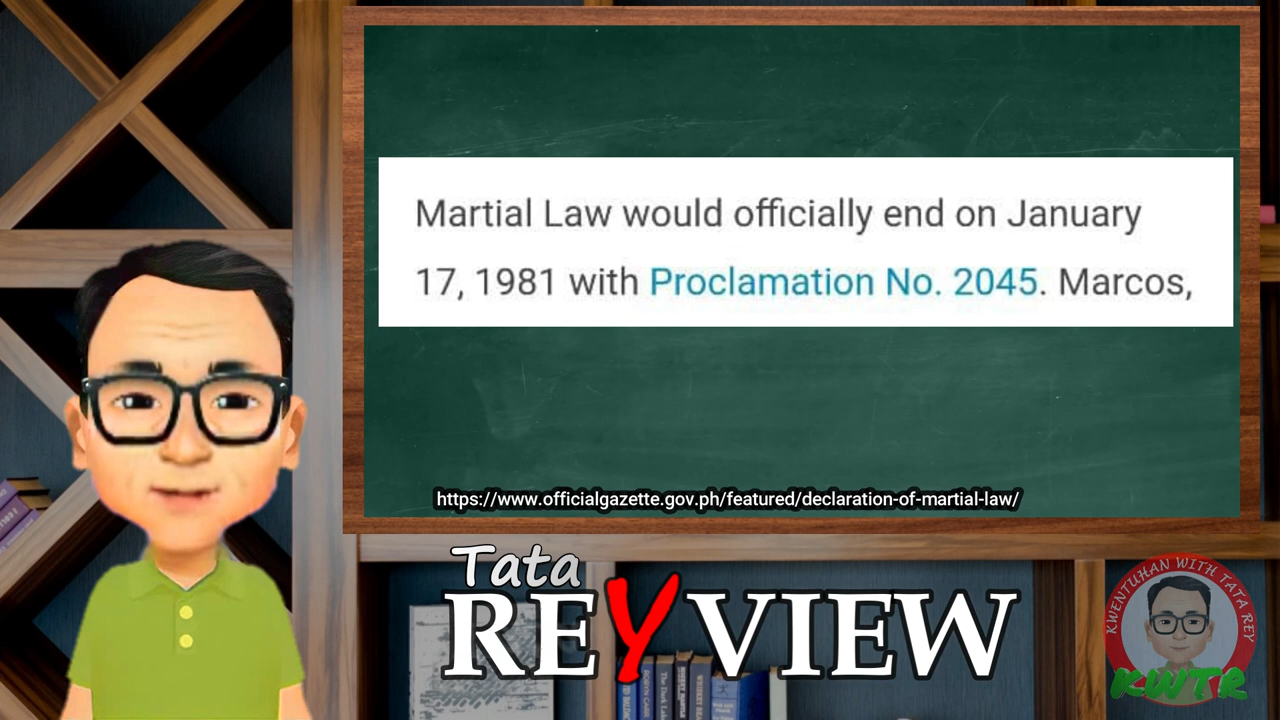 Martial Law would officially end on January
17, 1981 with Proclamation No. 2045. Marcos,
https://www.officialgazette.gov.ph/featured/declaration-of-martial-law/
Tata
REYVIEW
KWENTUHAN WITH TATA REY
KWTR